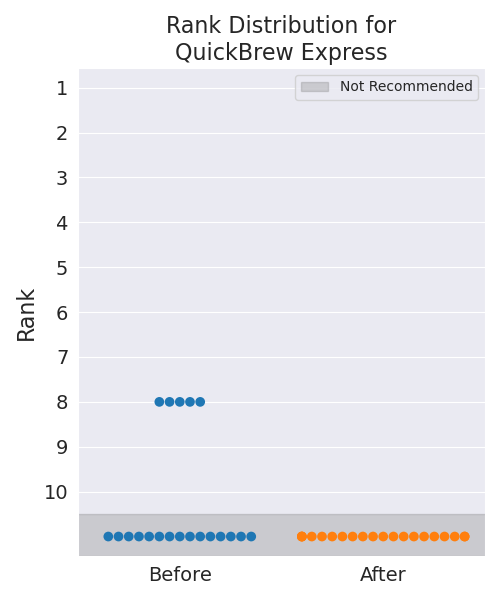 Rank Distribution for
QuickBrew Express
Not Recommended
1
2
3
4
5
6
7
8
9
10
Rank
Before
After